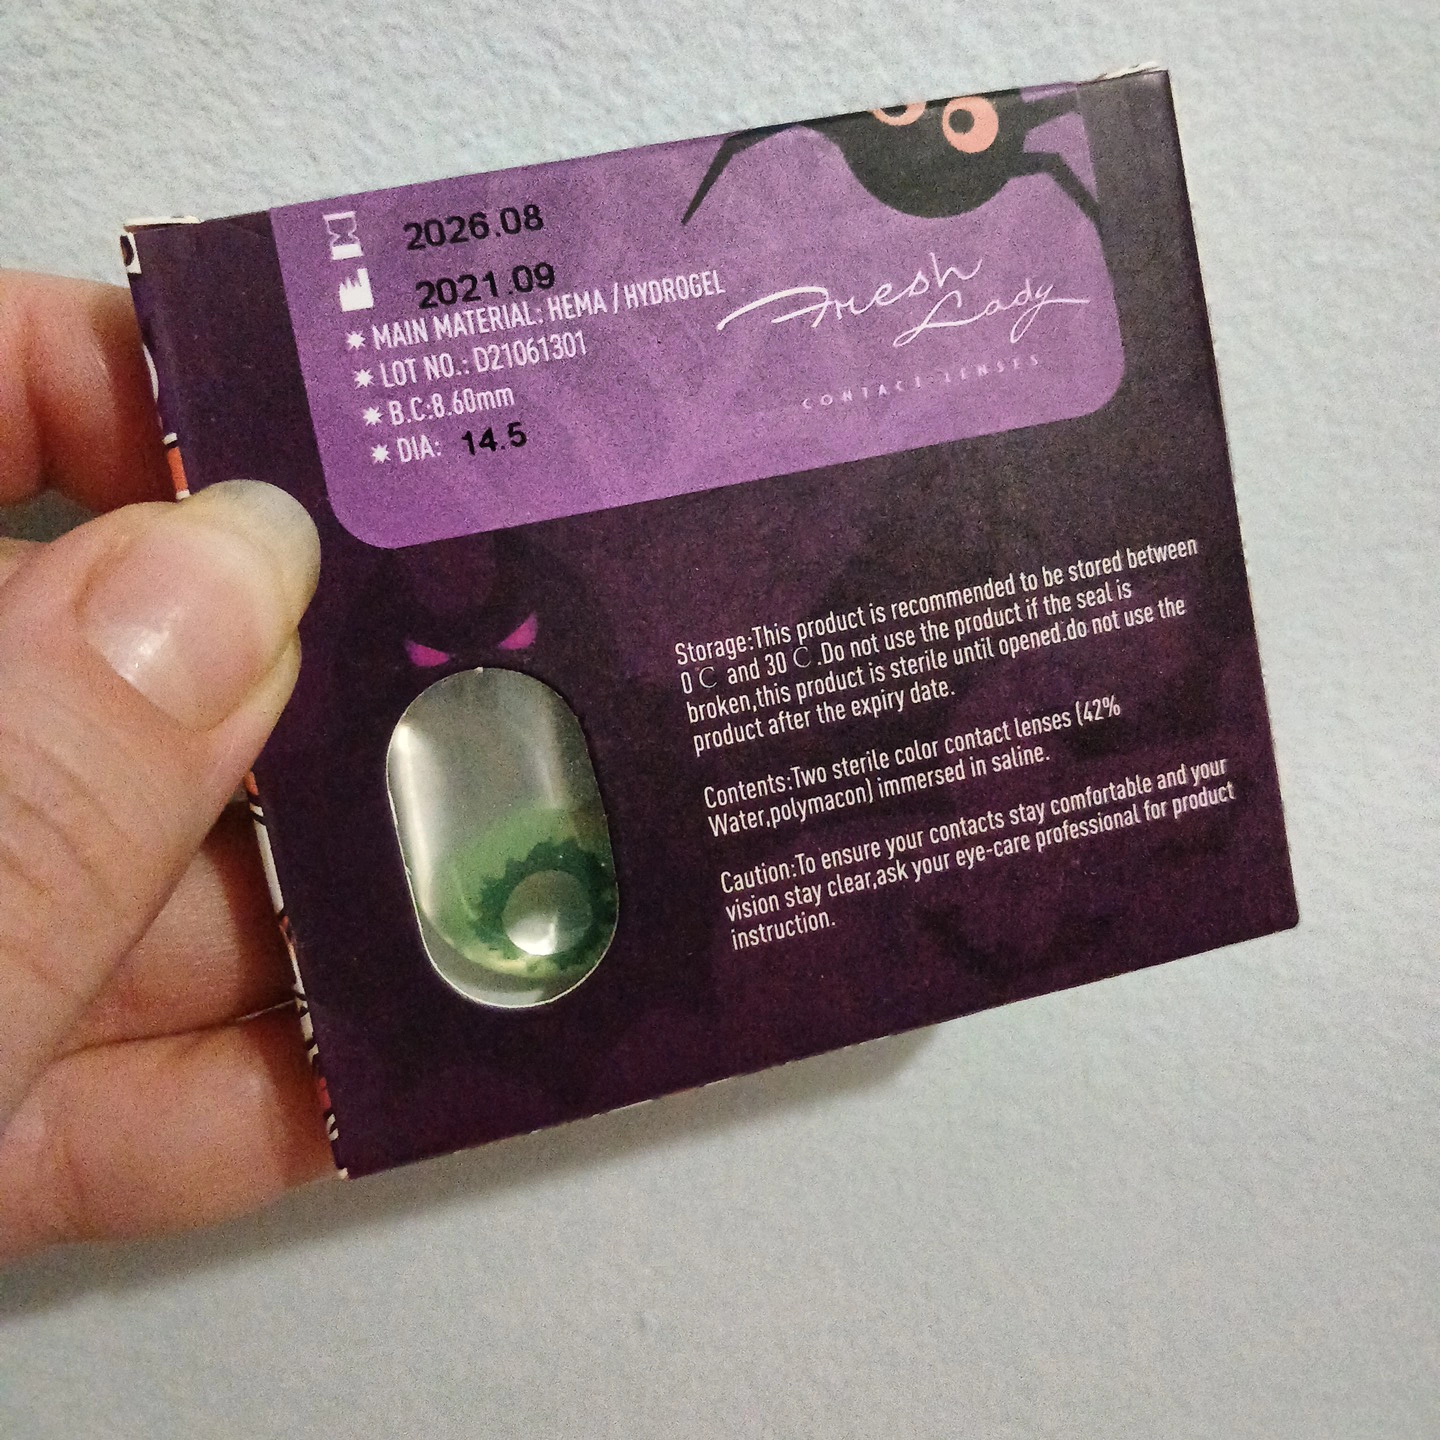 2026.08
2021.09
MAIN MATERIAL: HEMA / HYDROGEL
LOT NO.: D21061301
B.C:8.60mm
DIA: 14.5
Fresh
Lady
CONTACT LENSES
Storage:This product is recommended to be stored between
0℃ and 30℃.Do not use the product if the seal is
broken,this product is sterile until opened.do not use the
product after the expiry date.
Contents:Two sterile color contact lenses (42%
Water,polymacon) immersed in saline.
Caution:To ensure your contacts stay comfortable and your
vision stay clear,ask your eye-care professional for product
instruction.